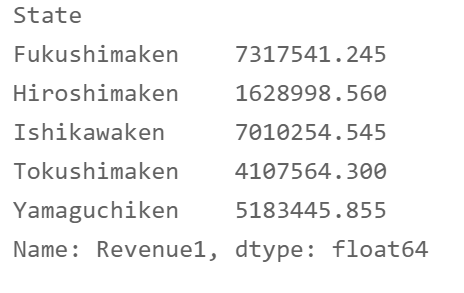 State
Fukushimaken    7317541.245
Hiroshimaken    1628998.560
Ishikawaken     7010254.545
Tokushimaken    4107564.300
Yamaguchiken    5183445.855
Name: Revenue1, dtype: float64